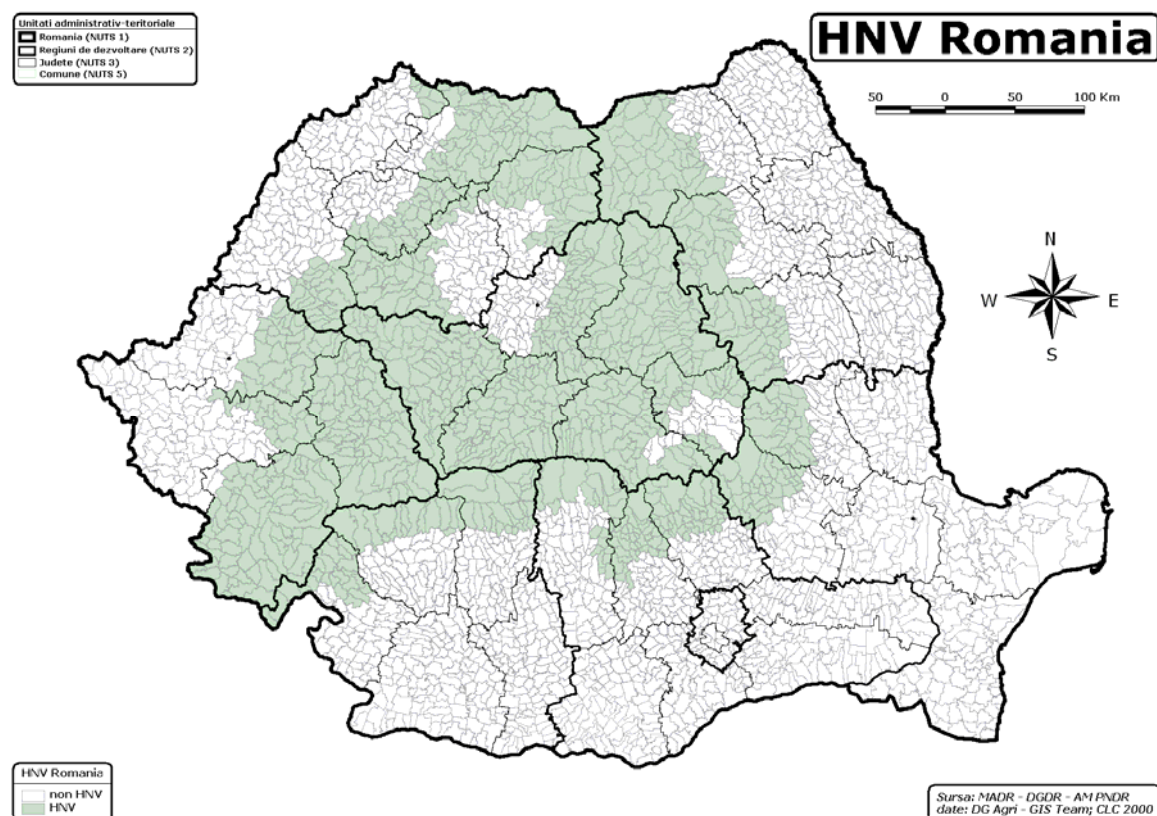 Unitati administrativ-teritoriale
Romania (NUTS 1)
Regiuni de dezvoltare (NUTS 2)
Judete (NUTS 3)
Comune (NUTS 5)
HNV Romania
50 0 50 100 Km
N
W E
S
HNV Romania
non HNV
HNV
Sursa: MADR - DGDR - AM PNDR
date: DG Agri - GIS Team; CLC 2000